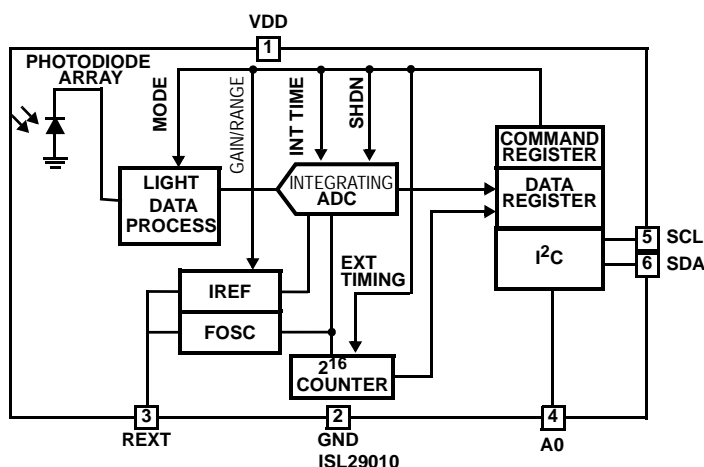 VDD
1
PHOTODIODE
ARRAY
MODE
GAIN/RANGE
INT TIME
SHDN
COMMAND
REGISTER
LIGHT
DATA
PROCESS
INTEGRATING
ADC
DATA
REGISTER
I²C
5 SCL
6 SDA
EXT
TIMING
IREF
FOSC
2¹⁶
COUNTER
3
2
4
REXT
GND
A0
ISL29010